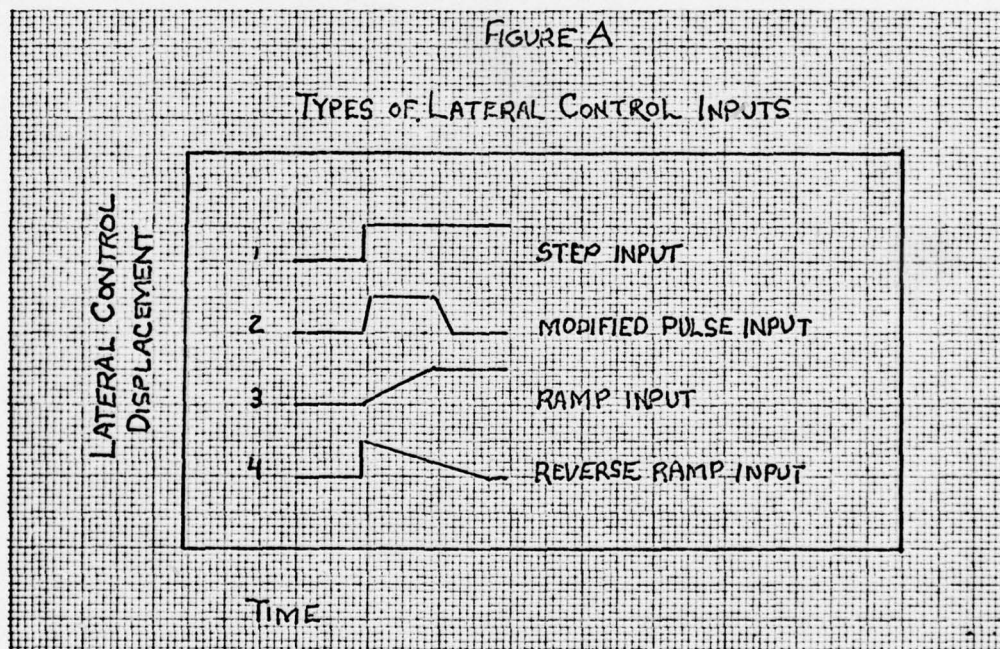 FIGURE A
TYPES OF LATERAL CONTROL INPUTS
LATERAL CONTROL
DISPLACEMENT
1 STEP INPUT
2 MODIFIED PULSE INPUT
3 RAMP INPUT
4 REVERSE RAMP INPUT
TIME